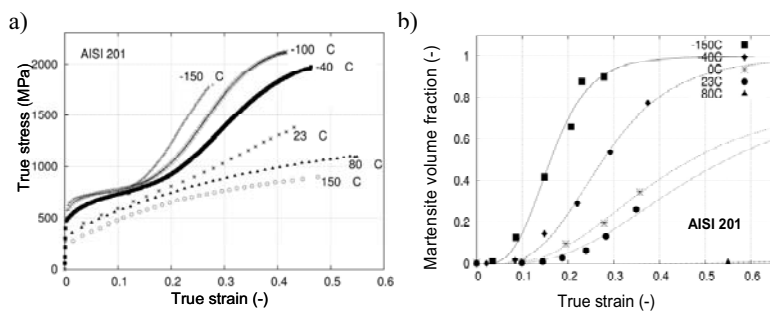 a)
AISI 201
-100 C
-150 C
-40 C
23 C
80 C
150 C
True stress (MPa)
2000
1500
1000
500
0
0 0.1 0.2 0.3 0.4 0.5 0.6
True strain (-)
b)
-150C
-40C
0C
23C
80C
Martensite volume fraction (-)
1
0.8
0.6
0.4
0.2
0
AISI 201
0 0.1 0.2 0.3 0.4 0.5 0.6
True strain (-)